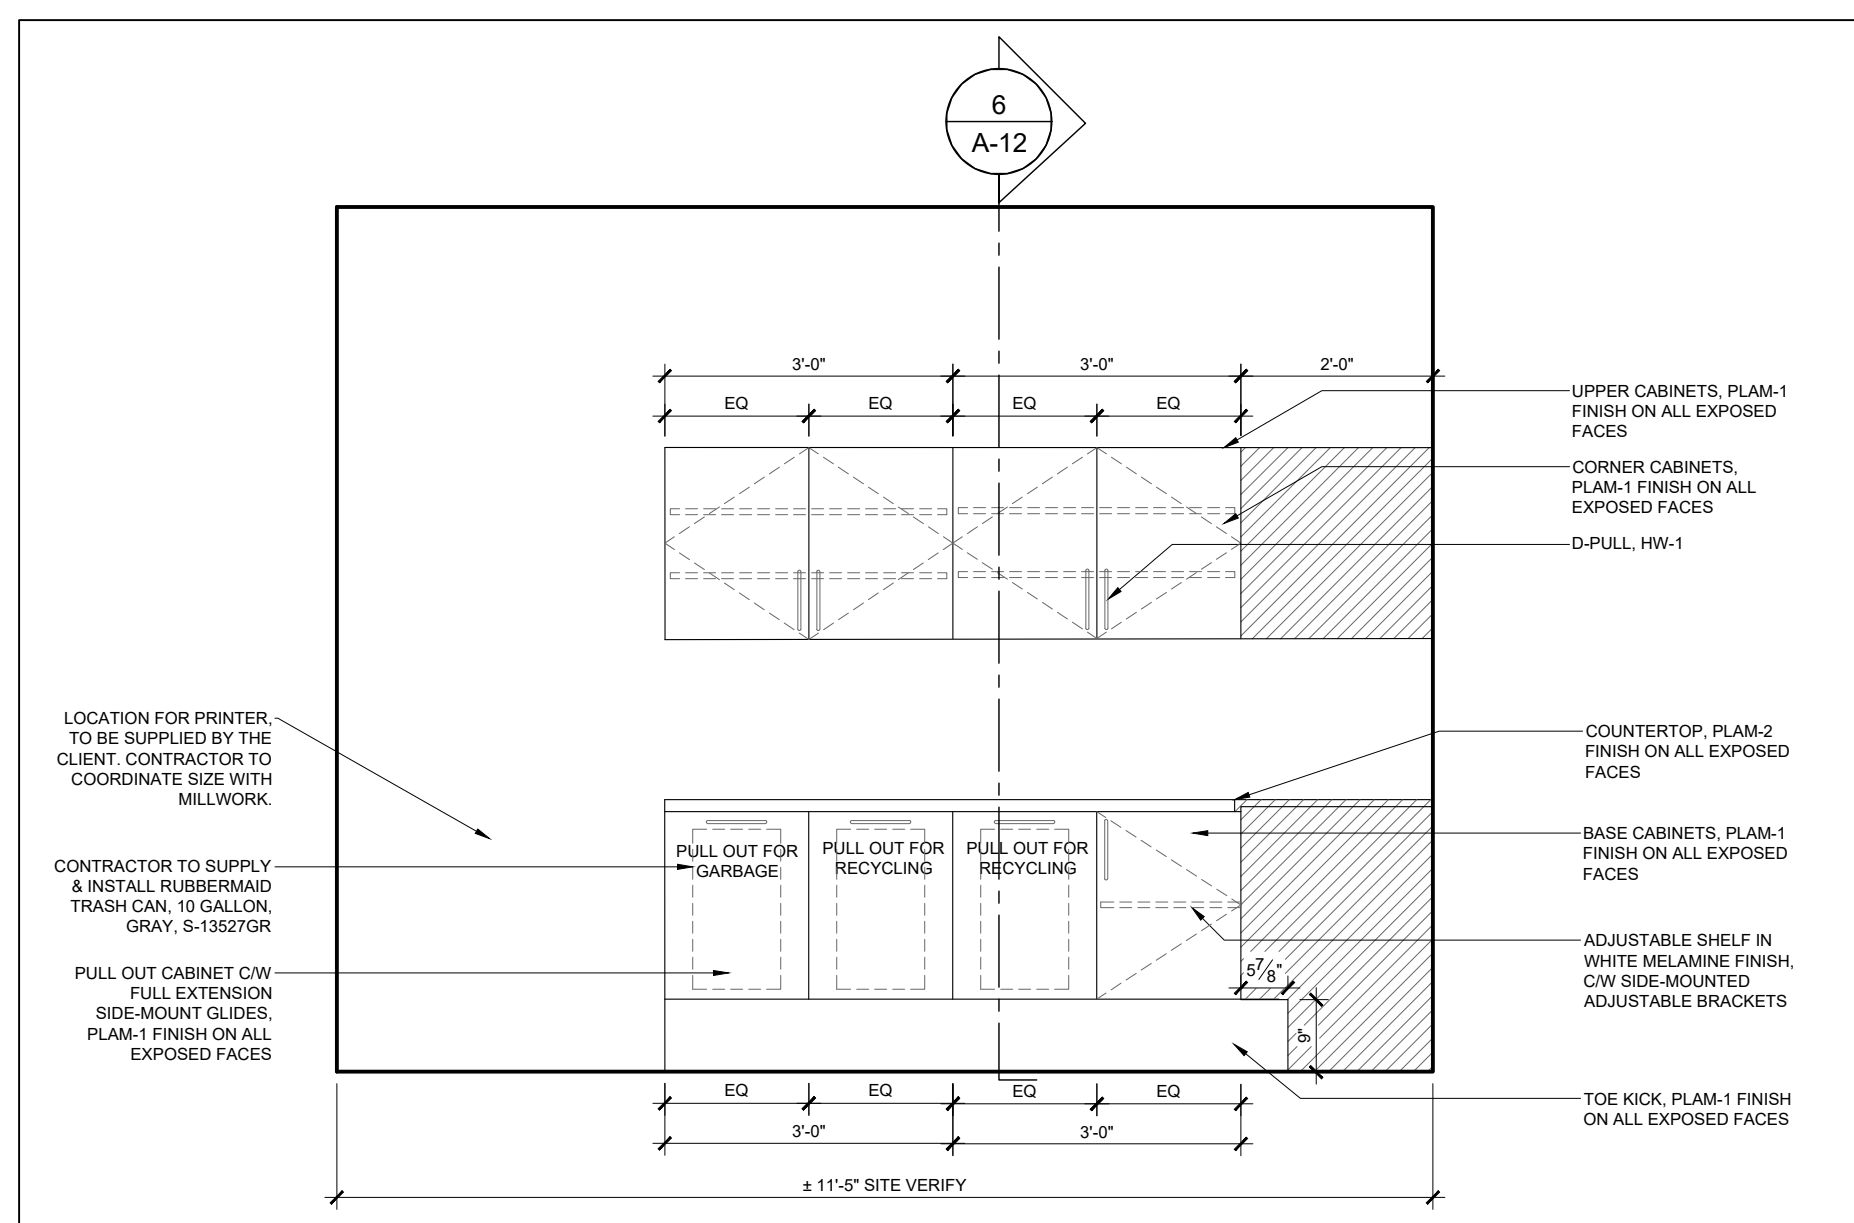 6
A-12
3'-0"
3'-0"
2'-0"
EQ
EQ
EQ
EQ
UPPER CABINETS, PLAM-1
FINISH ON ALL EXPOSED
FACES
CORNER CABINETS,
PLAM-1 FINISH ON ALL
EXPOSED FACES
D-PULL, HW-1
LOCATION FOR PRINTER,
TO BE SUPPLIED BY THE
CLIENT. CONTRACTOR TO
COORDINATE SIZE WITH
MILLWORK.
COUNTERTOP, PLAM-2
FINISH ON ALL EXPOSED
FACES
CONTRACTOR TO SUPPLY
& INSTALL RUBBERMAID
TRASH CAN, 10 GALLON,
GRAY, S-13527GR
PULL OUT FOR
GARBAGE
PULL OUT FOR
RECYCLING
PULL OUT FOR
RECYCLING
BASE CABINETS, PLAM-1
FINISH ON ALL EXPOSED
FACES
PULL OUT CABINET C/W
FULL EXTENSION
SIDE-MOUNT GLIDES,
PLAM-1 FINISH ON ALL
EXPOSED FACES
5 7/8"
9"
ADJUSTABLE SHELF IN
WHITE MELAMINE FINISH,
C/W SIDE-MOUNTED
ADJUSTABLE BRACKETS
EQ
EQ
EQ
EQ
3'-0"
3'-0"
TOE KICK, PLAM-1 FINISH
ON ALL EXPOSED FACES
± 11'-5" SITE VERIFY